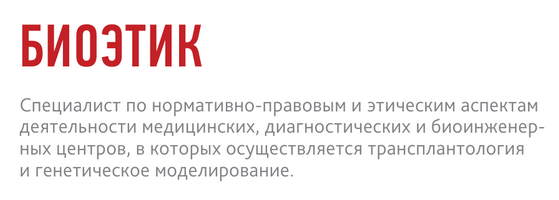 БИОЭТИК
Специалист по нормативно-правовым и этическим аспектам
деятельности медицинских, диагностических и биоинженер-
ных центров, в которых осуществляется трансплантология
и генетическое моделирование.